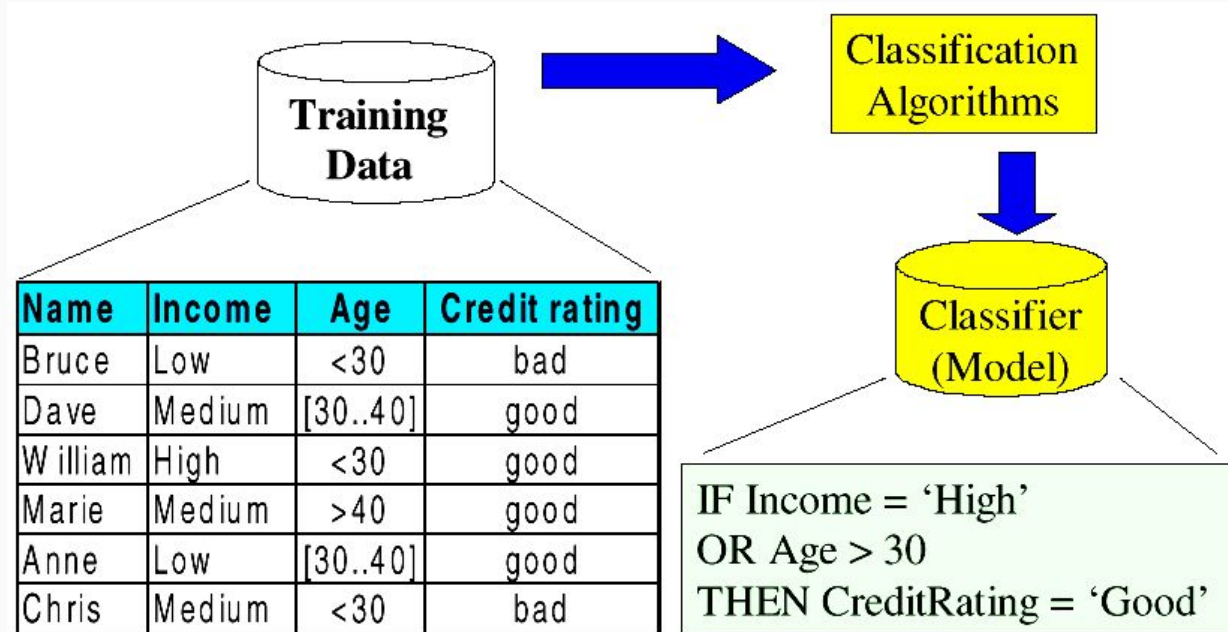 Training
Data
Classification
Algorithms
Classifier
(Model)
Name Income Age Credit rating
Bruce Low <30 bad
Dave Medium [30..40] good
William High <30 good
Marie Medium >40 good
Anne Low [30..40] good
Chris Medium <30 bad
IF Income = ‘High’
OR Age > 30
THEN CreditRating = ‘Good’